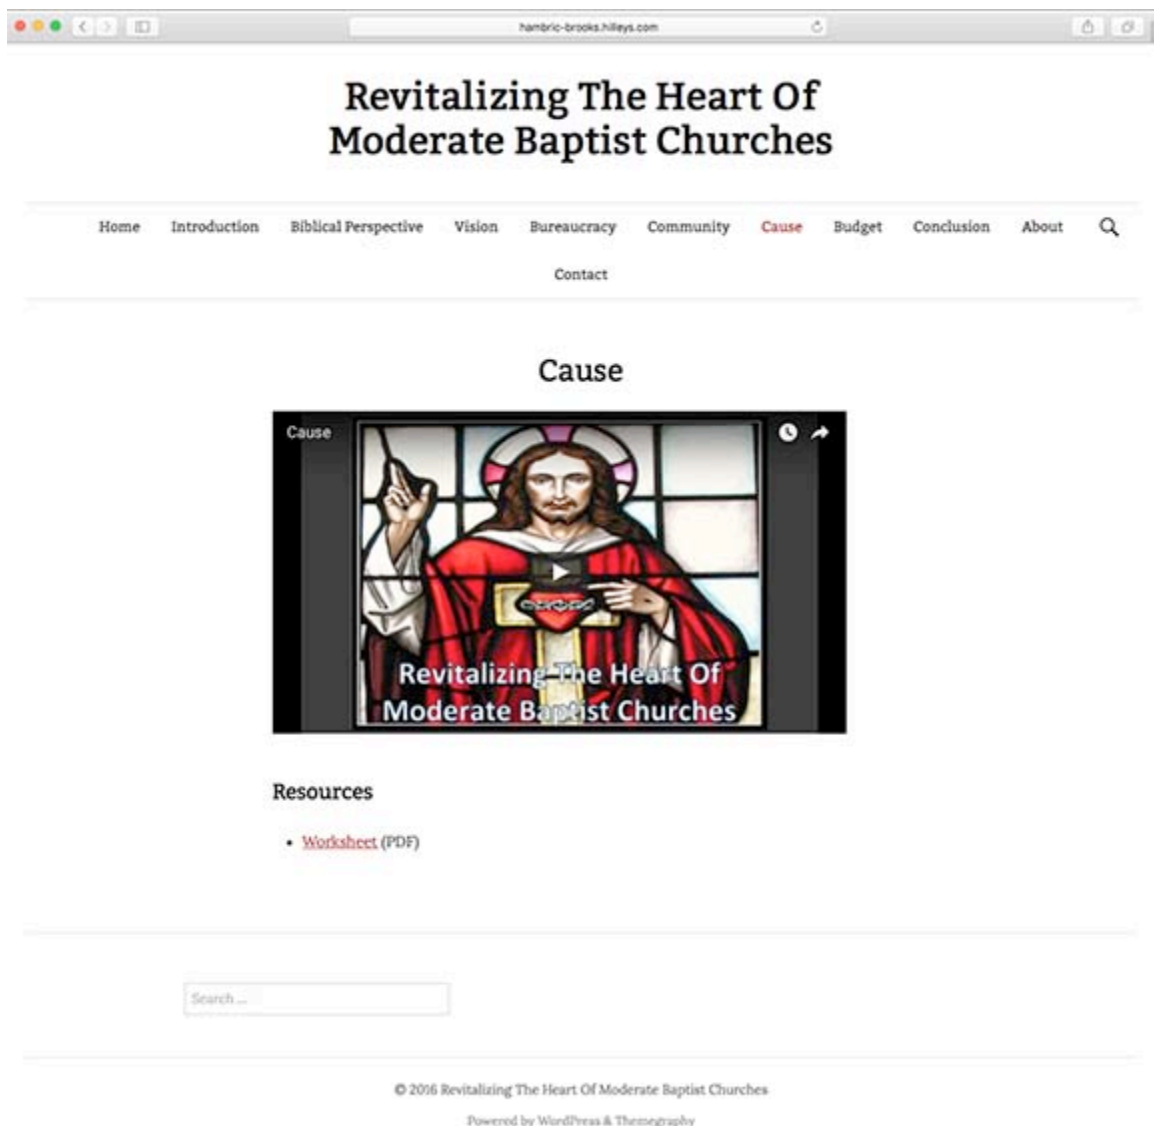 hambric-brooks.hilleys.com
Revitalizing The Heart Of
Moderate Baptist Churches
Home Introduction Biblical Perspective Vision Bureaucracy Community Cause Budget Conclusion About
Contact
Cause
Cause
Revitalizing The Heart Of
Moderate Baptist Churches
Resources
• Worksheet (PDF)
Search ...
© 2016 Revitalizing The Heart Of Moderate Baptist Churches
Powered by WordPress & Themegraphy